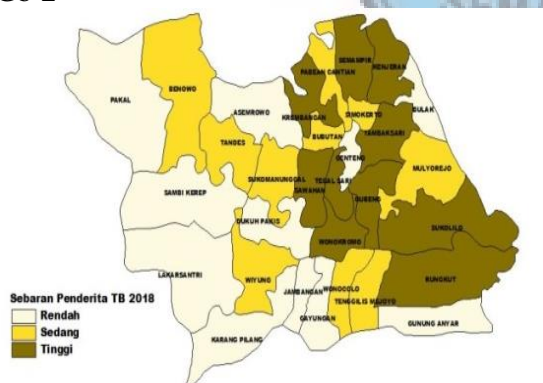 SEMAMPIR
PABEAN CANTIAN
KENJERAN
BENOWO
PAKAL
ASEMROWO
KREMBANGAN
SIMOKERTO
BULAK
BUBUTAN
TAMBAKSARI
TANDES
GENTENG
MULYOREJO
SUKOMANUNGGAL
TEGAL SARI
SAWAHAN
SAMBI KEREP
GUBENG
DUKUH PAKIS
SUKOLILO
WONOKROMO
LAKARSANTRI
WIYUNG
RUNGKUT
JAMBANGAN
WONOCOLO
TENGGILIS MEJOYO
GAYUNGAN
GUNUNG ANYAR
KARANG PILANG
Sebaran Penderita TB 2018
Rendah
Sedang
Tinggi